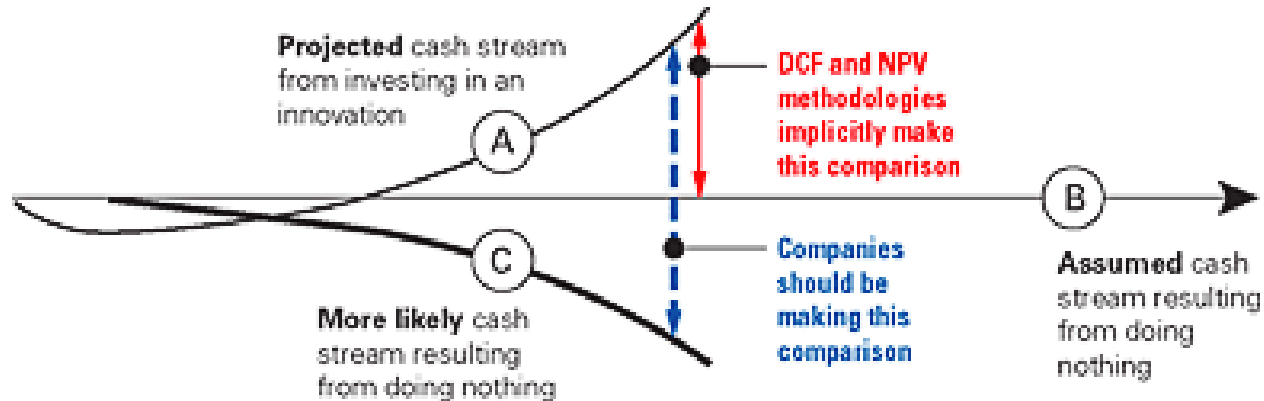 Projected cash stream
from investing in an
innovation
A
DCF and NPV
methodologies
implicitly make
this comparison
B
Assumed cash
stream resulting
from doing
nothing
C
More likely cash
stream resulting
from doing nothing
Companies
should be
making this
comparison